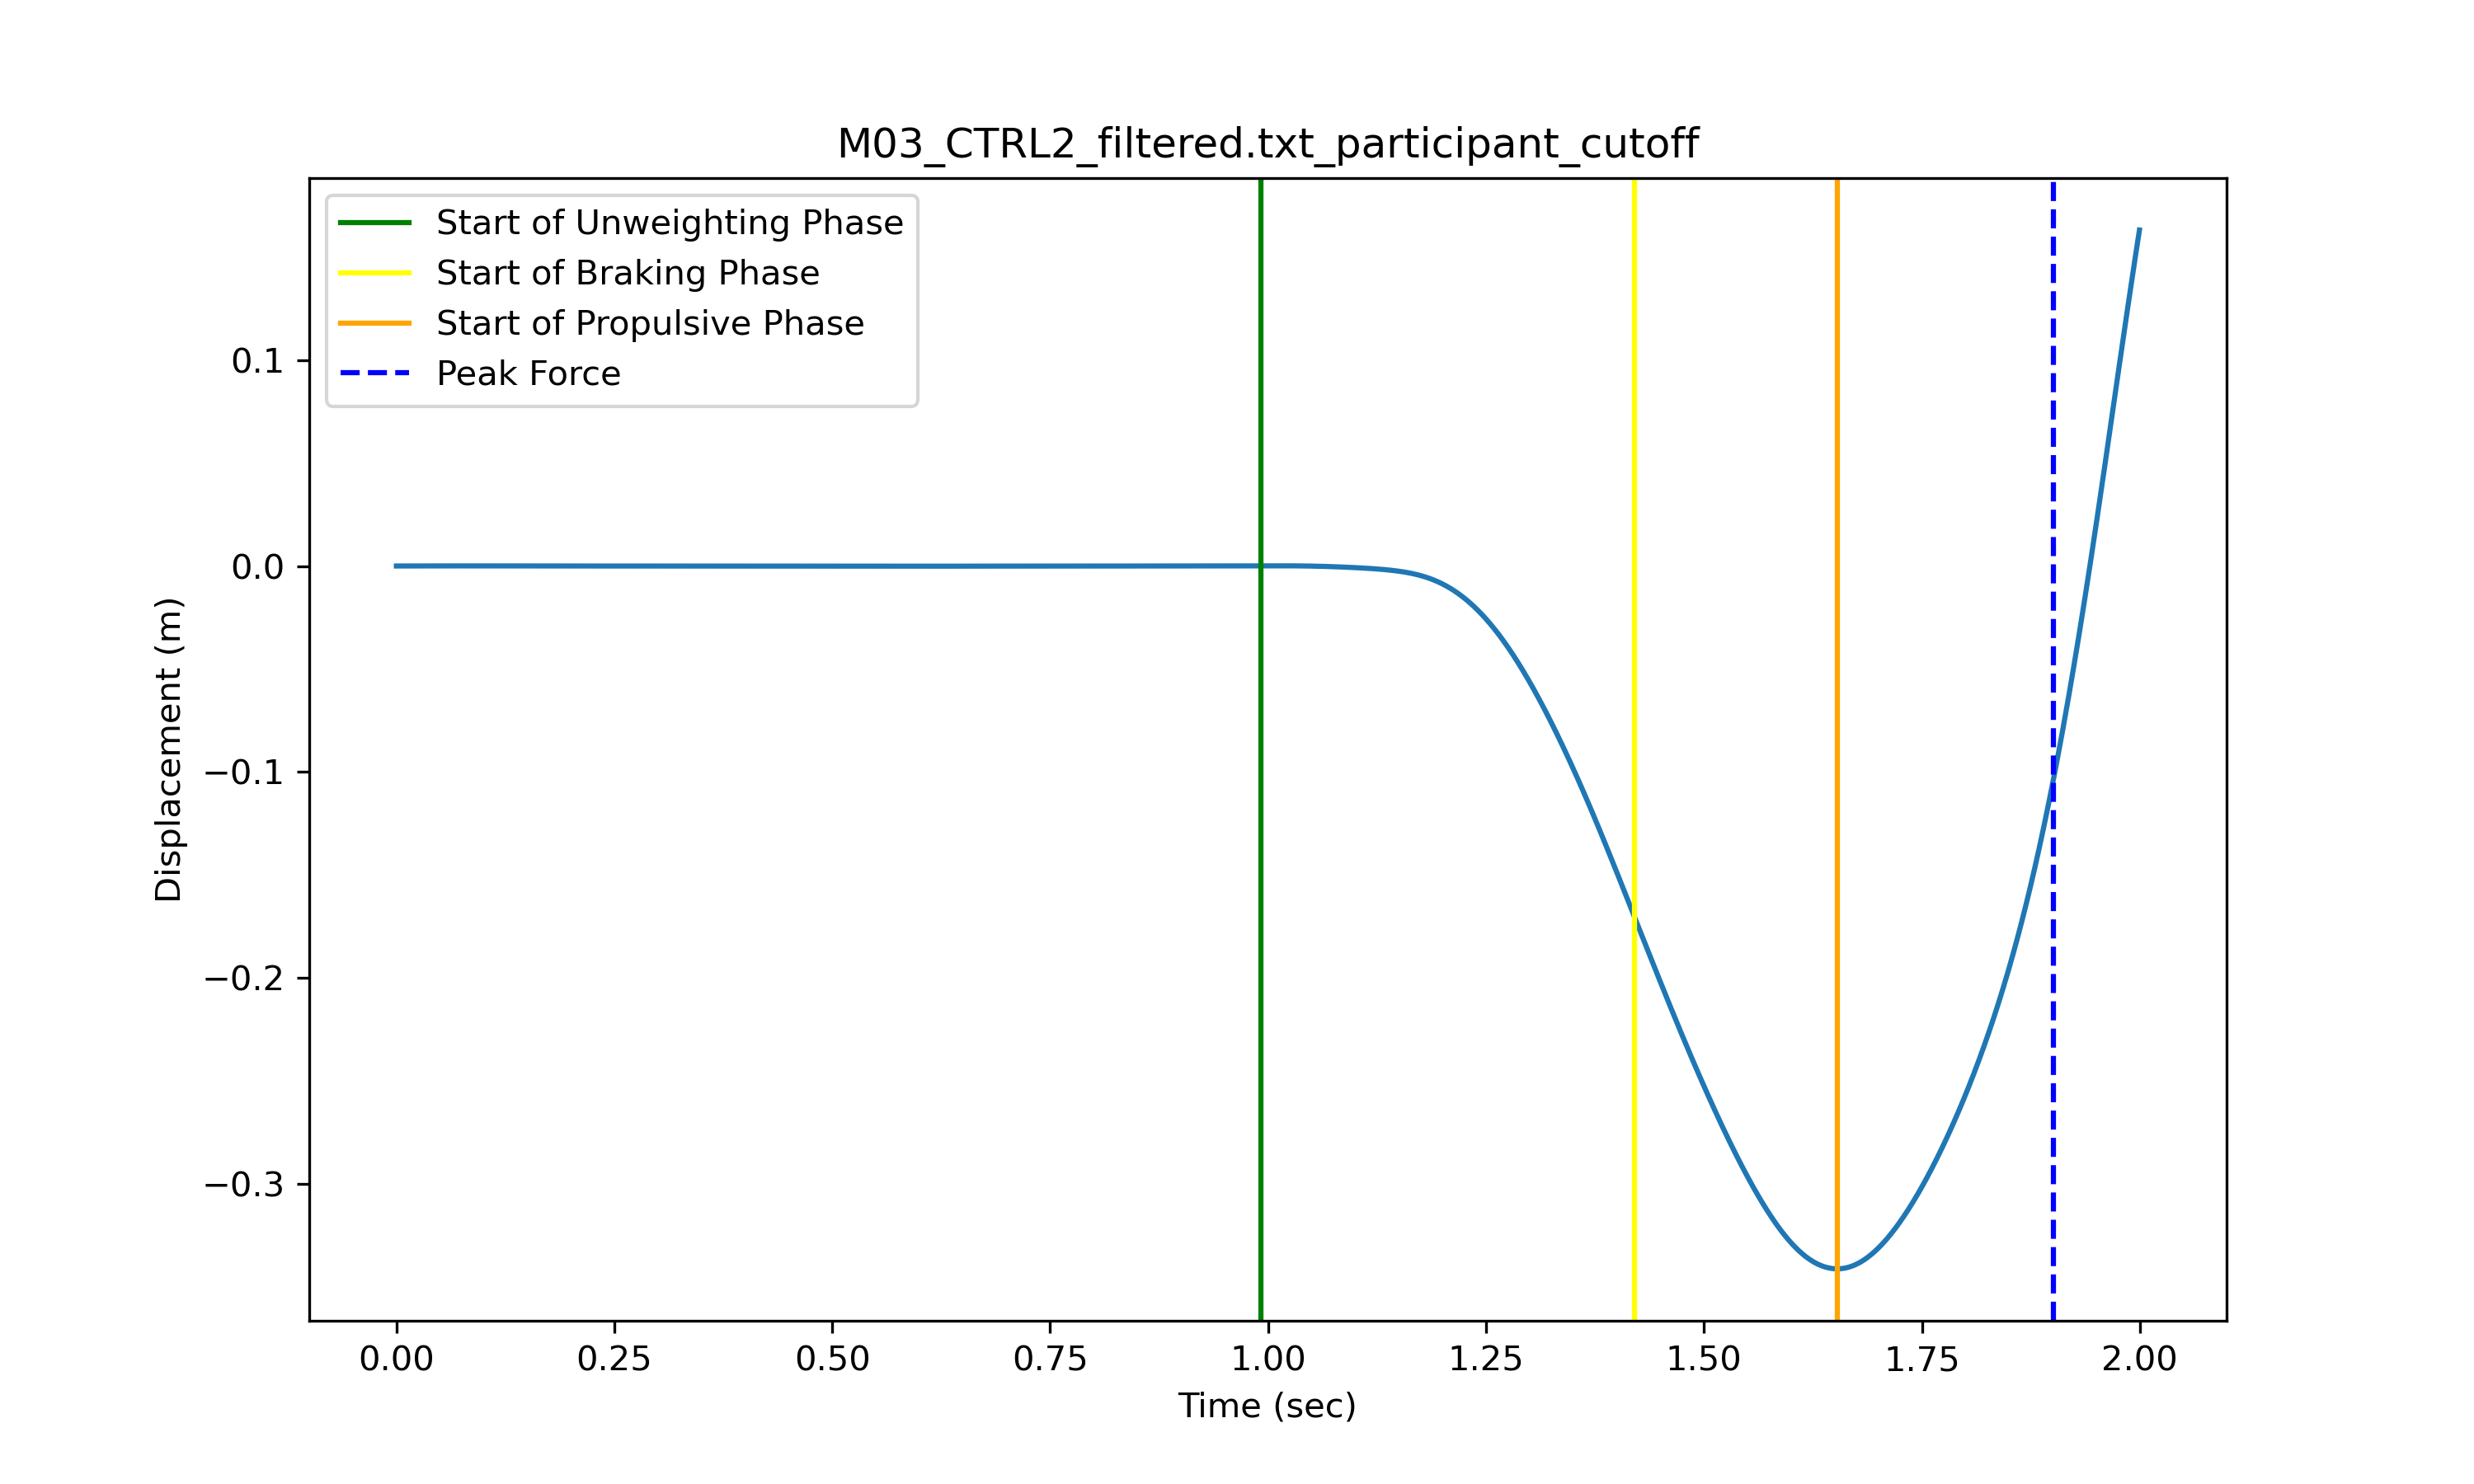 M03_CTRL2_filtered.txt_participant_cutoff
Start of Unweighting Phase
Start of Braking Phase
Start of Propulsive Phase
Peak Force
0.1
0.0
−0.1
−0.2
−0.3
Displacement (m)
0.00 0.25 0.50 0.75 1.00 1.25 1.50 1.75 2.00
Time (sec)